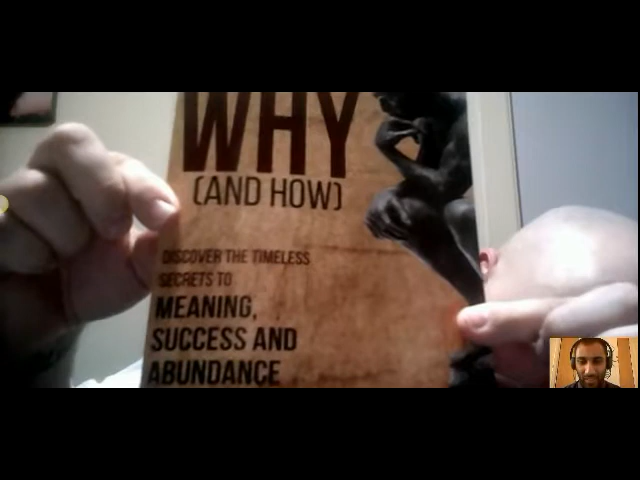 WHY
(AND HOW)
DISCOVER THE TIMELESS
SECRETS TO
MEANING,
SUCCESS AND
ABUNDANCE